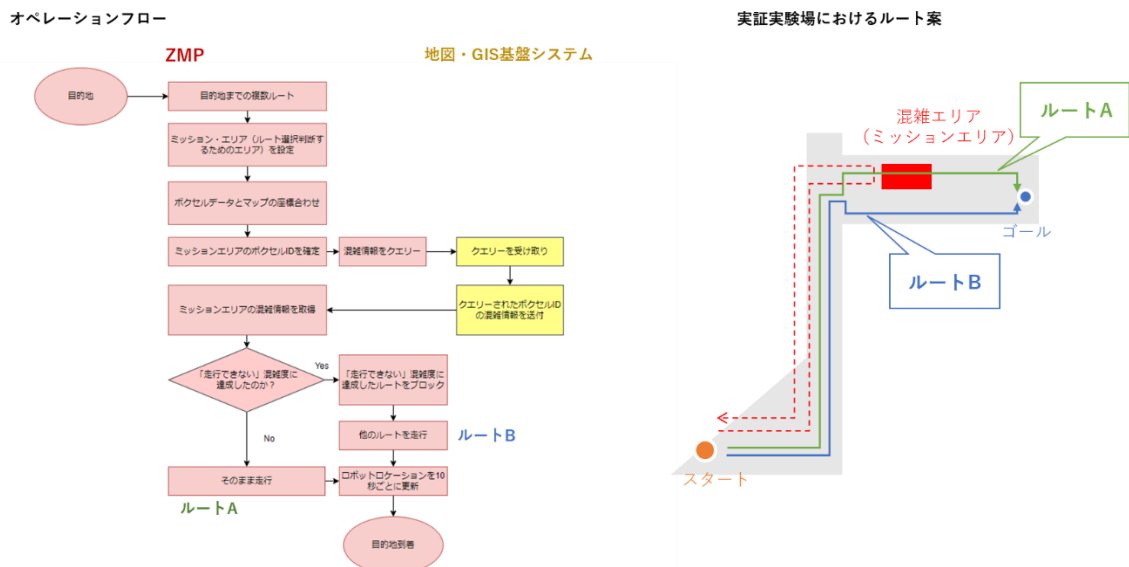 オペレーションフロー
ZMP
地図・GIS基盤システム
目的地
目的地までの複数ルート
ミッション・エリア（ルート選択判断す
るためのエリア）を設定
ボクセルデータとマップの座標合わせ
ミッションエリアのボクセルIDを確定
混雑情報をクエリー
クエリーを受け取り
クエリーされたボクセルID
の混雑情報を送付
ミッションエリアの混雑情報を取得
「走行できない」混雑度に
達成したのか？
Yes
「走行できない」混雑度に
達成したルートをブロック
No
他のルートを走行
ルートB
そのまま走行
ルートA
ロボットロケーションを10
秒ごとに更新
目的地到着
実証実験場におけるルート案
混雑エリア
（ミッションエリア）
ルートA
ゴール
ルートB
スタート